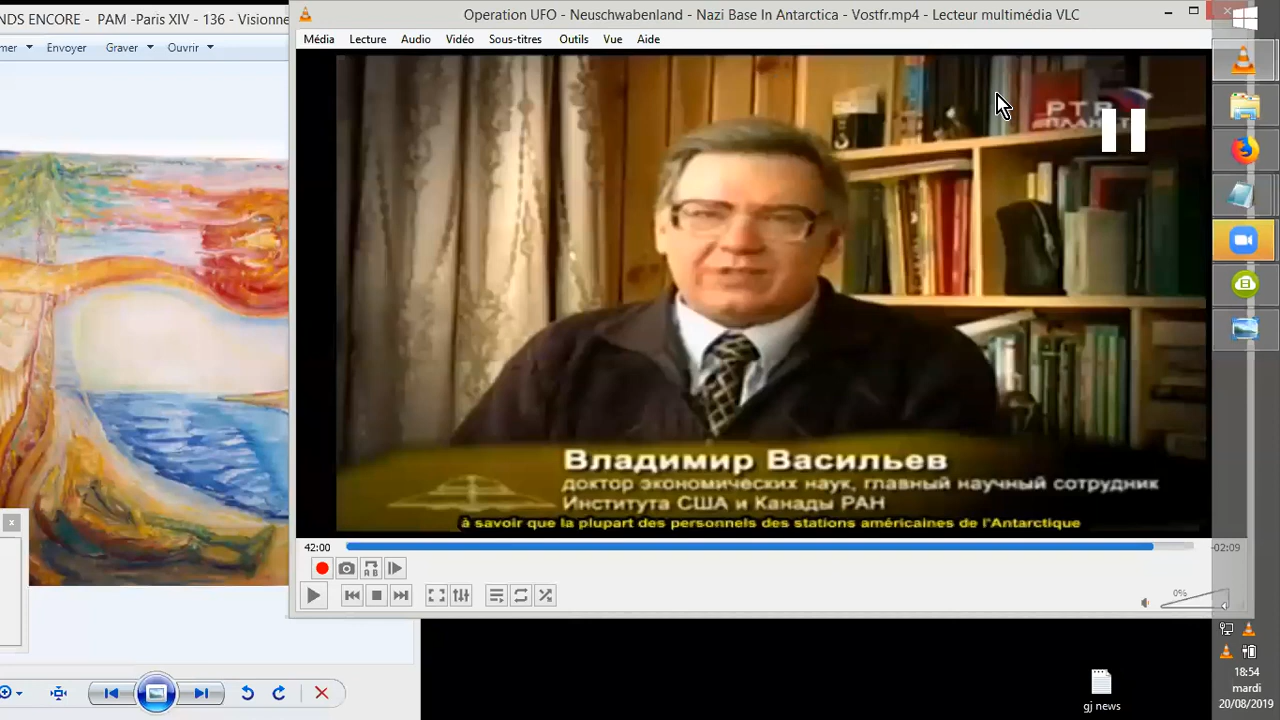 NDS ENCORE - PAM -Paris XIV - 136 - Visionne
mer Envoyer Graver Ouvrir
Operation UFO - Neuschwabenland - Nazi Base In Antarctica - Vostfr.mp4 - Lecteur multimédia VLC
Média Lecture Audio Vidéo Sous-titres Outils Vue Aide
РТР
ПЛАНЕТА
Владимир Васильев
доктор экономических наук, главный научный сотрудник
Института США и Канады РАН
à savoir que la plupart des personnels des stations américaines de l'Antarctique
42:00
-02:09
A B
0%
gj news
18:54
mardi
20/08/2019